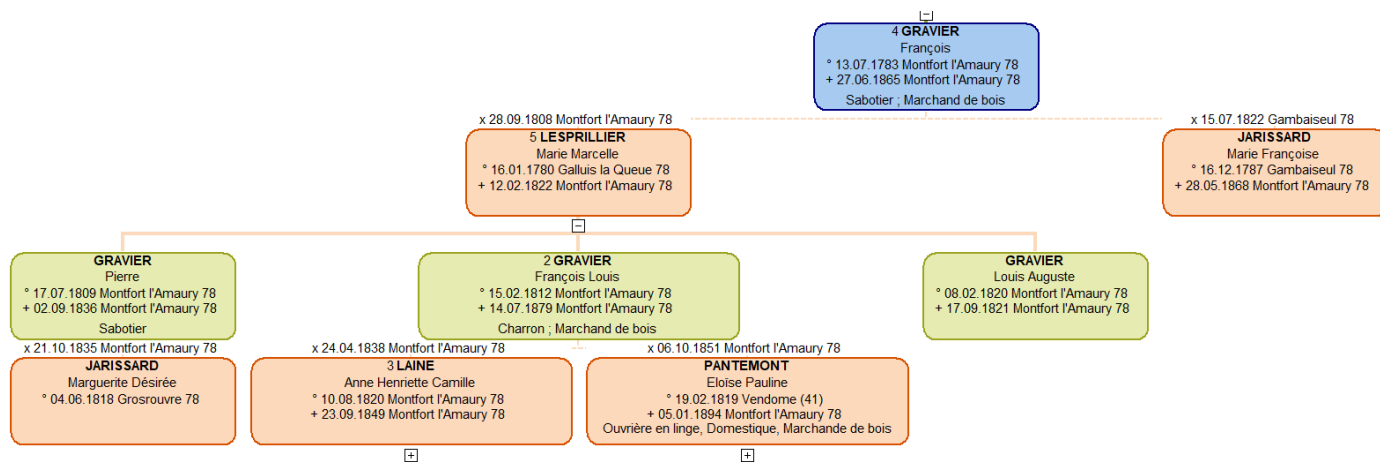 4 GRAVIER
François
° 13.07.1783 Montfort l'Amaury 78
+ 27.06.1865 Montfort l'Amaury 78
Sabotier ; Marchand de bois
x 28.09.1808 Montfort l'Amaury 78
5 LESPRILLIER
Marie Marcelle
° 16.01.1780 Galluis la Queue 78
+ 12.02.1822 Montfort l'Amaury 78
x 15.07.1822 Gambaiseul 78
JARISSARD
Marie Françoise
° 16.12.1787 Gambaiseul 78
+ 28.05.1868 Montfort l'Amaury 78
GRAVIER
Pierre
° 17.07.1809 Montfort l'Amaury 78
+ 02.09.1836 Montfort l'Amaury 78
Sabotier
x 21.10.1835 Montfort l'Amaury 78
JARISSARD
Marguerite Désirée
° 04.06.1818 Grosrouvre 78
2 GRAVIER
François Louis
° 15.02.1812 Montfort l'Amaury 78
+ 14.07.1879 Montfort l'Amaury 78
Charron ; Marchand de bois
x 24.04.1838 Montfort l'Amaury 78
3 LAINE
Anne Henriette Camille
° 10.08.1820 Montfort l'Amaury 78
+ 23.09.1849 Montfort l'Amaury 78
x 06.10.1851 Montfort l'Amaury 78
PANTEMONT
Eloïse Pauline
° 19.02.1819 Vendome (41)
+ 05.01.1894 Montfort l'Amaury 78
Ouvrière en linge, Domestique, Marchande de bois
GRAVIER
Louis Auguste
° 08.02.1820 Montfort l'Amaury 78
+ 17.09.1821 Montfort l'Amaury 78